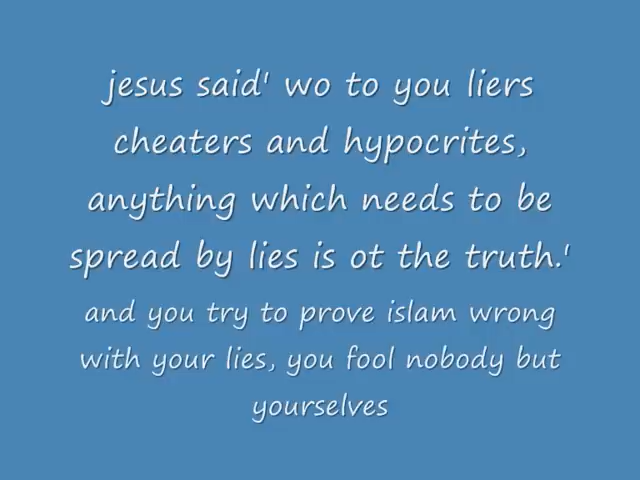 jesus said' wo to you liers
cheaters and hypocrites,
anything which needs to be
spread by lies is ot the truth.'
and you try to prove islam wrong
with your lies, you fool nobody but
yourselves